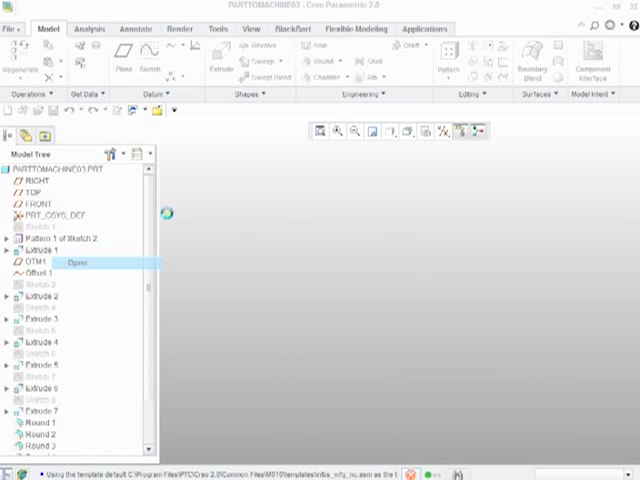 PARTTOMACHINE03 - Creo Parametric 2.0
File
Model
Analysis
Annotate
Render
Tools
View
BlackBart
Flexible Modeling
Applications
Regenerate
Plane
Sketch
Extrude
Revolve
Sweep
Swept Blend
Hole
Round
Chamfer
Draft
Shell
Rib
Pattern
Boundary
Blend
Component
Interface
Operations
Get Data
Datum
Shapes
Engineering
Editing
Surfaces
Model Intent
Model Tree
PARTTOMACHINE03.PRT
RIGHT
TOP
FRONT
PRT_CSYS_DEF
Sketch 1
Pattern 1 of Sketch 2
Extrude 1
DTM1
Open
Offset 1
Sketch 3
Extrude 2
Sketch 4
Extrude 3
Sketch 5
Extrude 4
Sketch 6
Extrude 5
Sketch 7
Extrude 6
Sketch 8
Extrude 7
Round 1
Round 2
Round 3
Using the template default C:\Program Files\PTC\Creo 2.0\Common Files\M010\templates\inlbs_mfg_nc.asm as the t